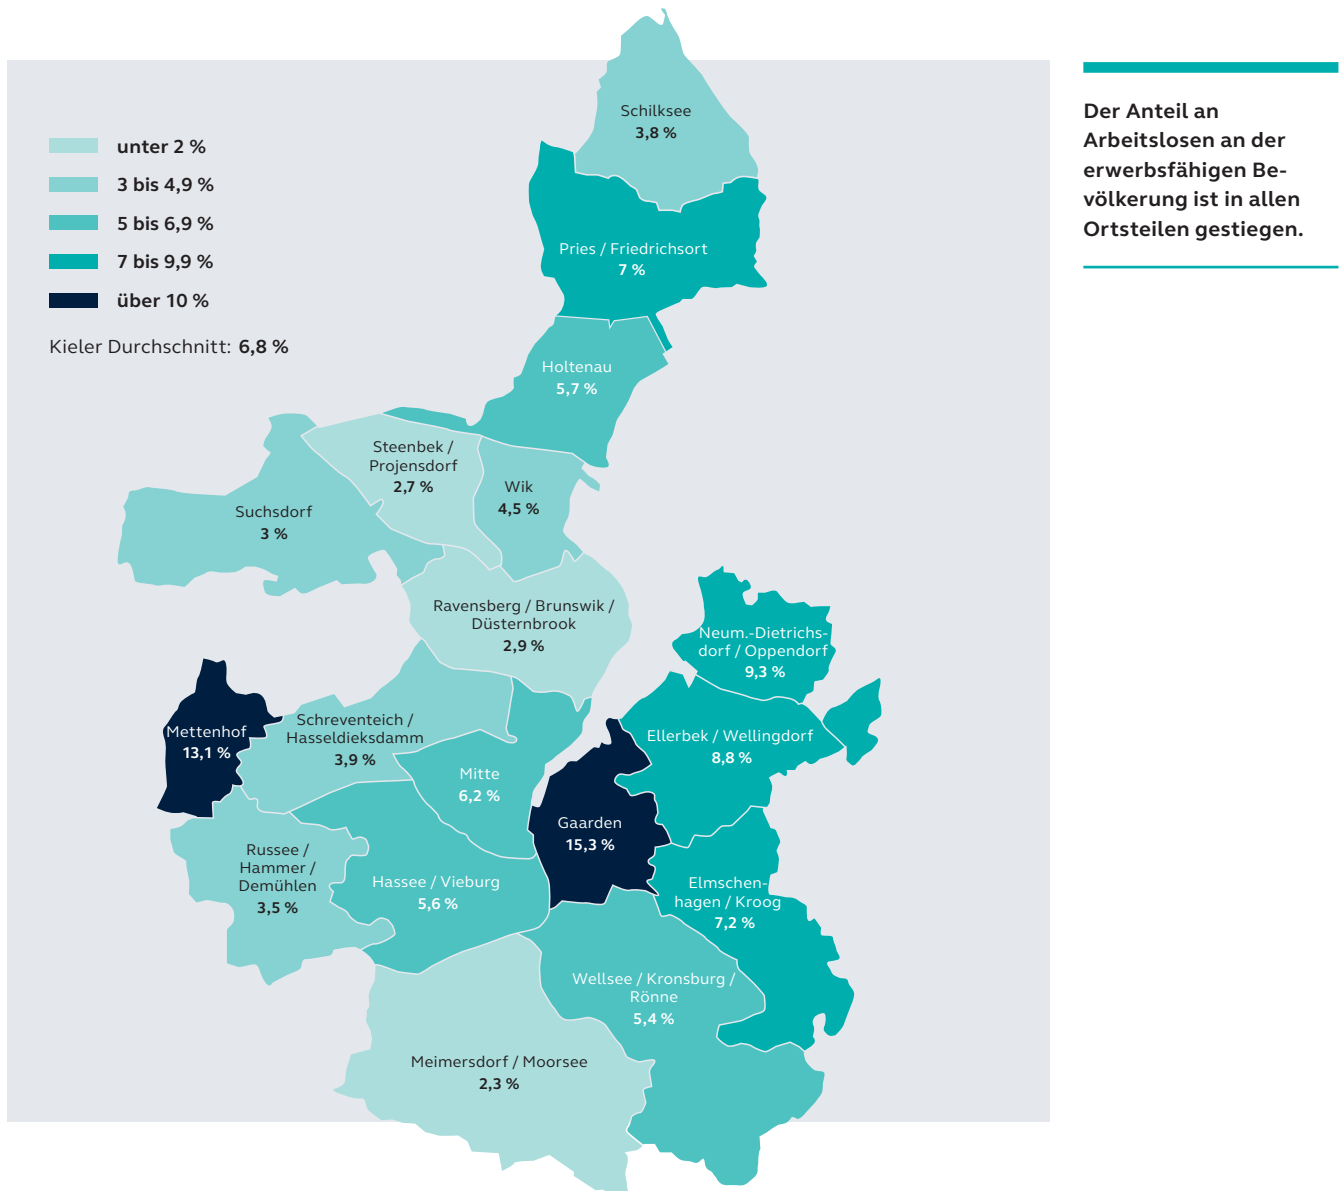 unter 2 %
3 bis 4,9 %
5 bis 6,9 %
7 bis 9,9 %
über 10 %
Kieler Durchschnitt: 6,8 %
Schilksee
3,8 %
Pries / Friedrichsort
7 %
Holtenau
5,7 %
Steenbek /
Projensdorf
2,7 %
Wik
4,5 %
Suchsdorf
3 %
Ravensberg / Brunswik /
Düsternbrook
2,9 %
Neum.-Dietrichs-
dorf / Oppendorf
9,3 %
Mettenhof
13,1 %
Schreventeich /
Hasseldieksdamm
3,9 %
Ellerbek / Wellingdorf
8,8 %
Mitte
6,2 %
Gaarden
15,3 %
Russee /
Hammer /
Demühlen
3,5 %
Hassee / Vieburg
5,6 %
Elmschen-
hagen / Kroog
7,2 %
Wellsee / Kronsburg /
Rönne
5,4 %
Meimersdorf / Moorsee
2,3 %
Der Anteil an
Arbeitslosen an der
erwerbsfähigen Be-
völkerung ist in allen
Ortsteilen gestiegen.